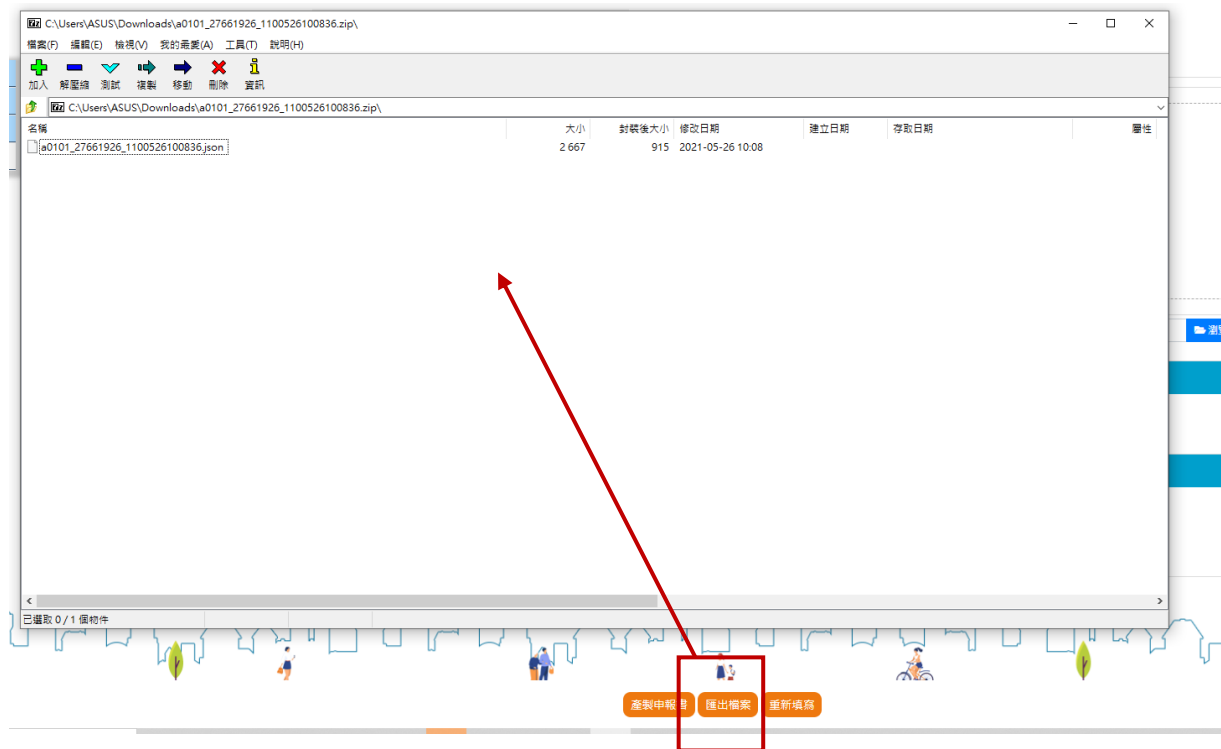 C:\Users\ASUS\Downloads\a0101_27661926_1100526100836.zip\
檔案(F) 編輯(E) 檢視(V) 我的最愛(A) 工具(T) 說明(H)
加入 解壓縮 測試 複製 移動 刪除 資訊
C:\Users\ASUS\Downloads\a0101_27661926_1100526100836.zip\
名稱 大小 封裝後大小 修改日期 建立日期 存取日期 屬性
a0101_27661926_1100526100836.json 2 667 915 2021-05-26 10:08
瀏
已選取 0 / 1 個物件
產製申報書 匯出檔案 重新填寫